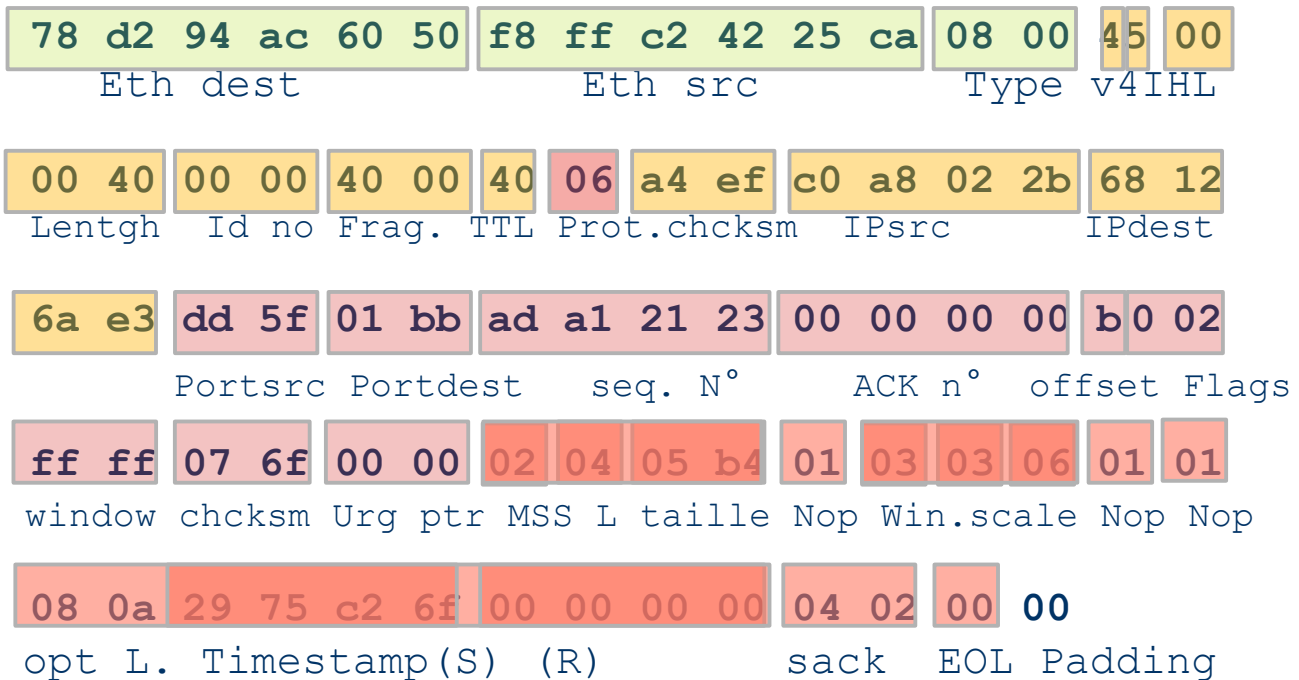 78 d2 94 ac 60 50 f8 ff c2 42 25 ca 08 00 45 00
Eth dest Eth src Type v4IHL
00 40 00 00 40 00 40 06 a4 ef c0 a8 02 2b 68 12
Lentgh Id no Frag. TTL Prot.chcksm IPsrc IPdest
6a e3 dd 5f 01 bb ad a1 21 23 00 00 00 00 b0 02
Portsrc Portdest seq. N° ACK n° offset Flags
ff ff 07 6f 00 00 02 04 05 b4 01 03 03 06 01 01
window chcksm Urg ptr MSS L taille Nop Win.scale Nop Nop
08 0a 29 75 c2 6f 00 00 00 00 04 02 00 00
opt L. Timestamp(S) (R) sack EOL Padding